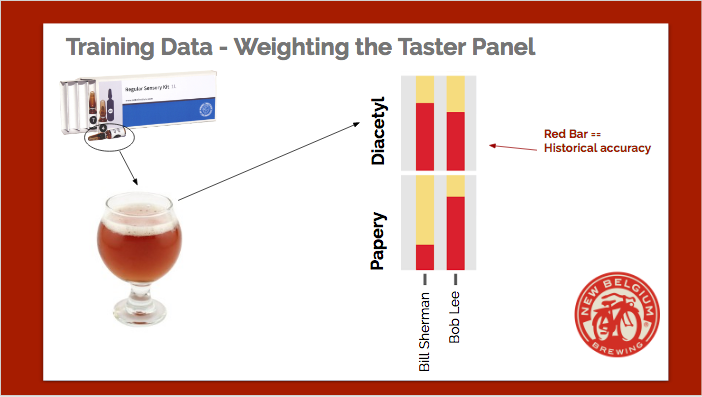 Training Data - Weighting the Taster Panel
Regular Sensory Kit
Diacetyl
Red Bar ==
Historical accuracy
Papery
Bill Sherman
Bob Lee
NEW BELGIUM
BREWING